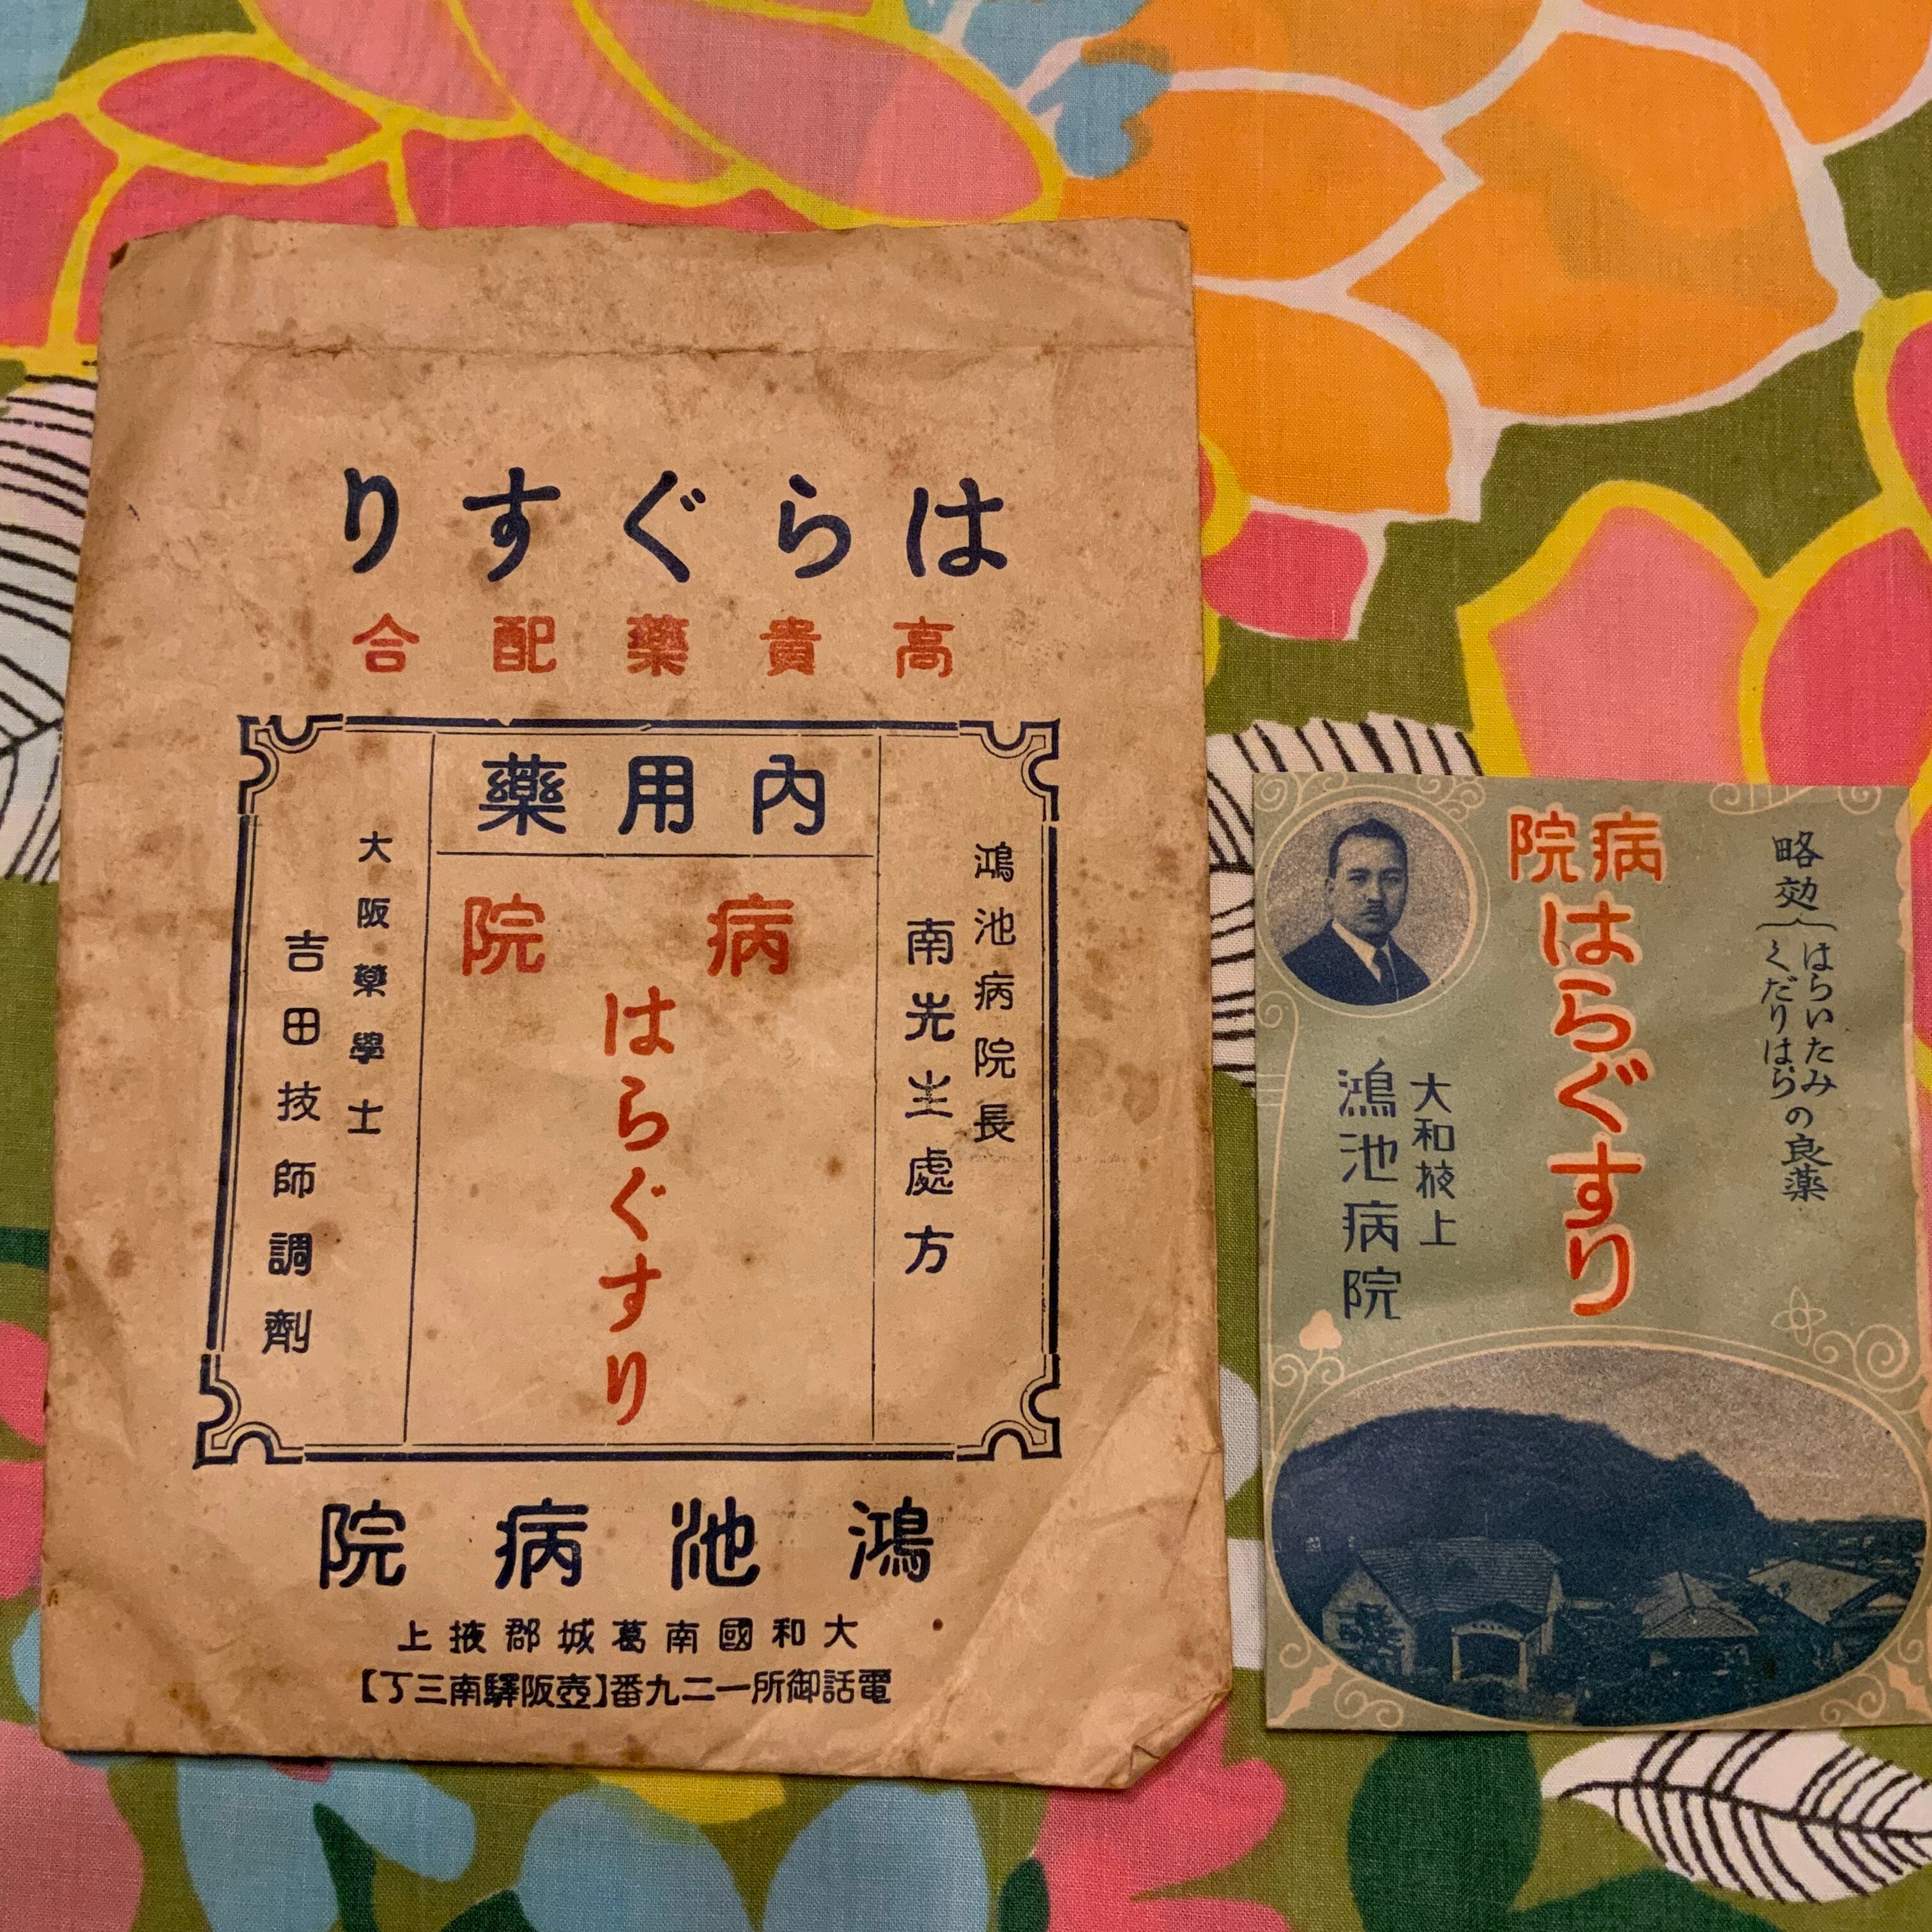 はらぐすり
高貴藥配合
內用藥
鴻池病院長
南先生處方
病院
はらぐすり
大阪藥學士
吉田技師調劑
鴻池病院
大和國南葛城郡掖上
電話御所一二九番【壺阪驛南三丁】
略効
はらいたみ
くだりはら
の良薬
病院
はらぐすり
大和掖上
鴻池病院